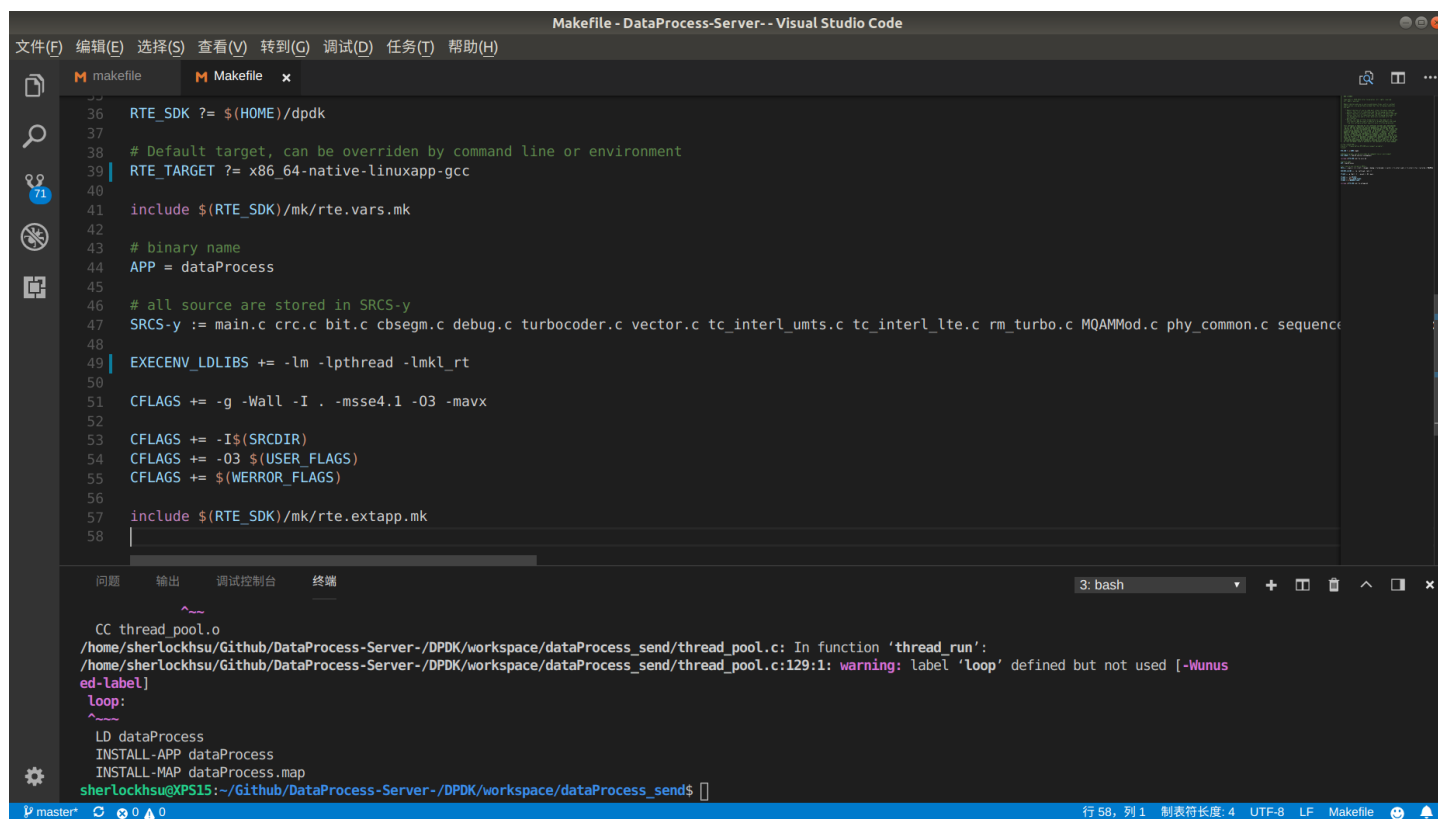 Makefile - DataProcess-Server-- Visual Studio Code
文件(F) 编辑(E) 选择(S) 查看(V) 转到(G) 调试(D) 任务(T) 帮助(H)
makefile Makefile ×
71
35
36 RTE_SDK ?= $(HOME)/dpdk
37
38 # Default target, can be overriden by command line or environment
39 RTE_TARGET ?= x86_64-native-linuxapp-gcc
40
41 include $(RTE_SDK)/mk/rte.vars.mk
42
43 # binary name
44 APP = dataProcess
45
46 # all source are stored in SRCS-y
47 SRCS-y := main.c crc.c bit.c cbsegm.c debug.c turbocoder.c vector.c tc_interl_umts.c tc_interl_lte.c rm_turbo.c MQAMMod.c phy_common.c sequence
48
49 EXECENV_LDLIBS += -lm -lpthread -lmkl_rt
50
51 CFLAGS += -g -Wall -I . -msse4.1 -O3 -mavx
52
53 CFLAGS += -I$(SRCDIR)
54 CFLAGS += -O3 $(USER_FLAGS)
55 CFLAGS += $(WERROR_FLAGS)
56
57 include $(RTE_SDK)/mk/rte.extapp.mk
58
问题 输出 调试控制台 终端 3: bash
^~~
CC thread_pool.o
/home/sherlockhsu/Github/DataProcess-Server-/DPDK/workspace/dataProcess_send/thread_pool.c: In function ‘thread_run’:
/home/sherlockhsu/Github/DataProcess-Server-/DPDK/workspace/dataProcess_send/thread_pool.c:129:1: warning: label ‘loop’ defined but not used [-Wunus
ed-label]
loop:
^~~~
LD dataProcess
INSTALL-APP dataProcess
INSTALL-MAP dataProcess.map
sherlockhsu@XPS15:~/Github/DataProcess-Server-/DPDK/workspace/dataProcess_send$
master* 0 0 行 58，列 1 制表符长度: 4 UTF-8 LF Makefile